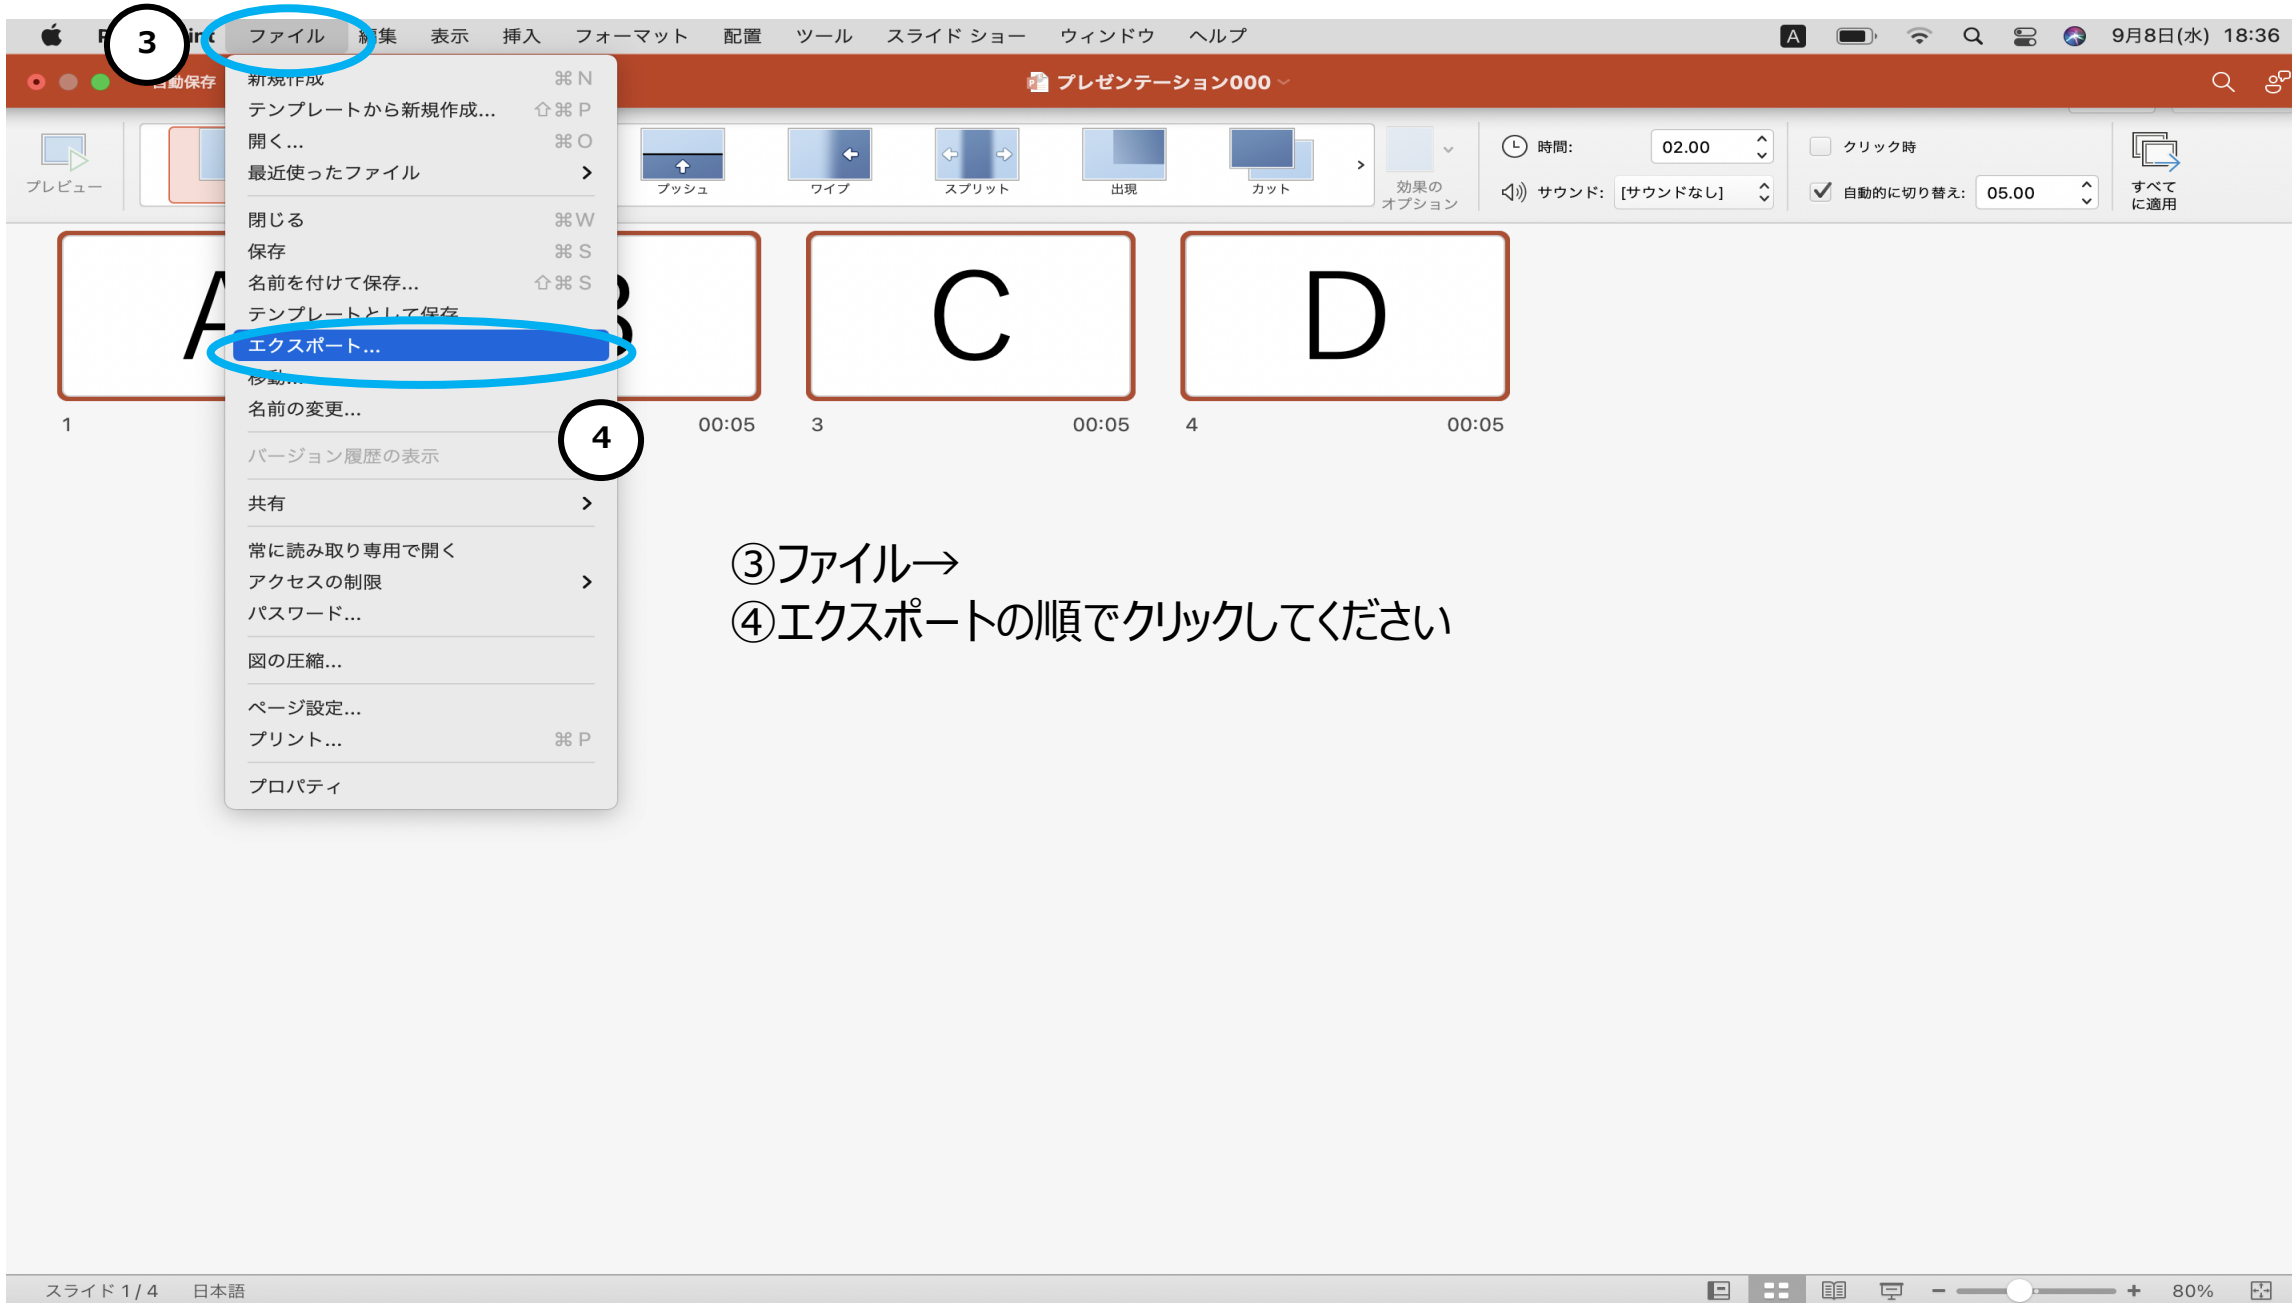 3
ファイル 編集 表示 挿入 フォーマット 配置 ツール スライド ショー ウィンドウ ヘルプ A 9月8日(水) 18:36
自動保存 プレゼンテーション000
新規作成 ⌘N
テンプレートから新規作成... ⇧⌘P
開く... ⌘O
最近使ったファイル >
閉じる ⌘W
保存 ⌘S
名前を付けて保存... ⇧⌘S
テンプレートとして保存
エクスポート...
移動...
名前の変更...
バージョン履歴の表示
共有 >
常に読み取り専用で開く
アクセスの制限 >
パスワード...
図の圧縮...
ページ設定...
プリント... ⌘P
プロパティ
4
プレビュー
プッシュ ワイプ スプリット 出現 カット
効果の
オプション
時間: 02.00
サウンド: [サウンドなし]
クリック時
自動的に切り替え: 05.00
すべて
に適用
A B C D
1 00:05 3 00:05 4 00:05
③ファイル→
④エクスポートの順でクリックしてください
スライド 1 / 4 日本語 80%